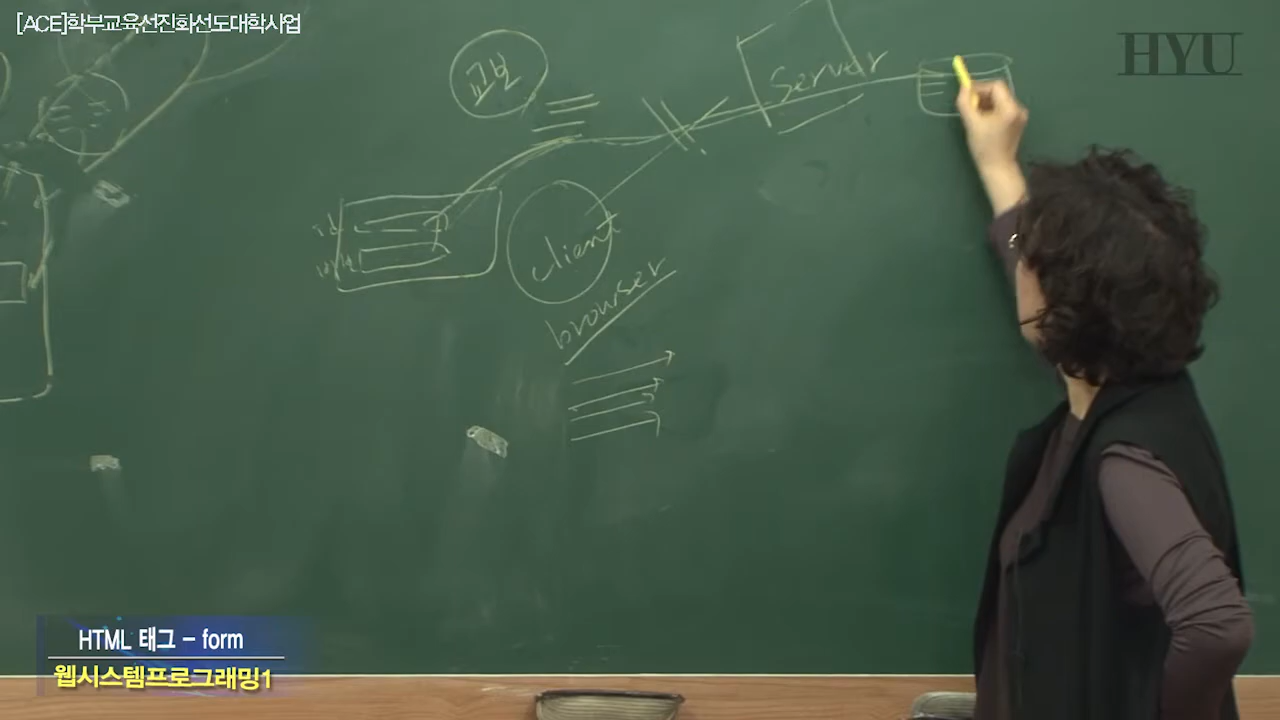 [ACE]학부교육선진화선도대학사업
HYU
교보
Server
id
client
browser
HTML 태그 – form
웹시스템프로그래밍1